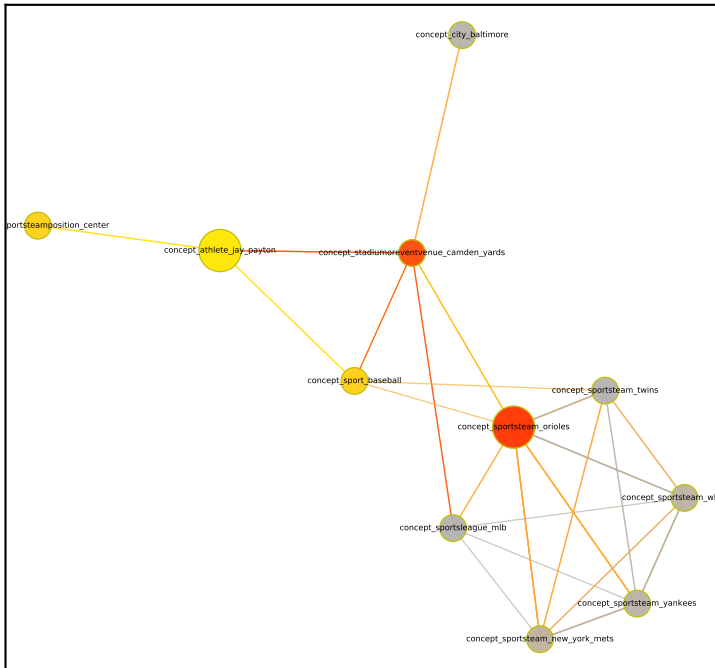 concept_city_baltimore
portsteamposition_center
concept_athlete_jay_payton
concept_stadiumoreventvenue_camden_yards
concept_sport_baseball
concept_sportsteam_twins
concept_sportsteam_orioles
concept_sportsteam_wh
concept_sportsleague_mlb
concept_sportsteam_yankees
concept_sportsteam_new_york_mets